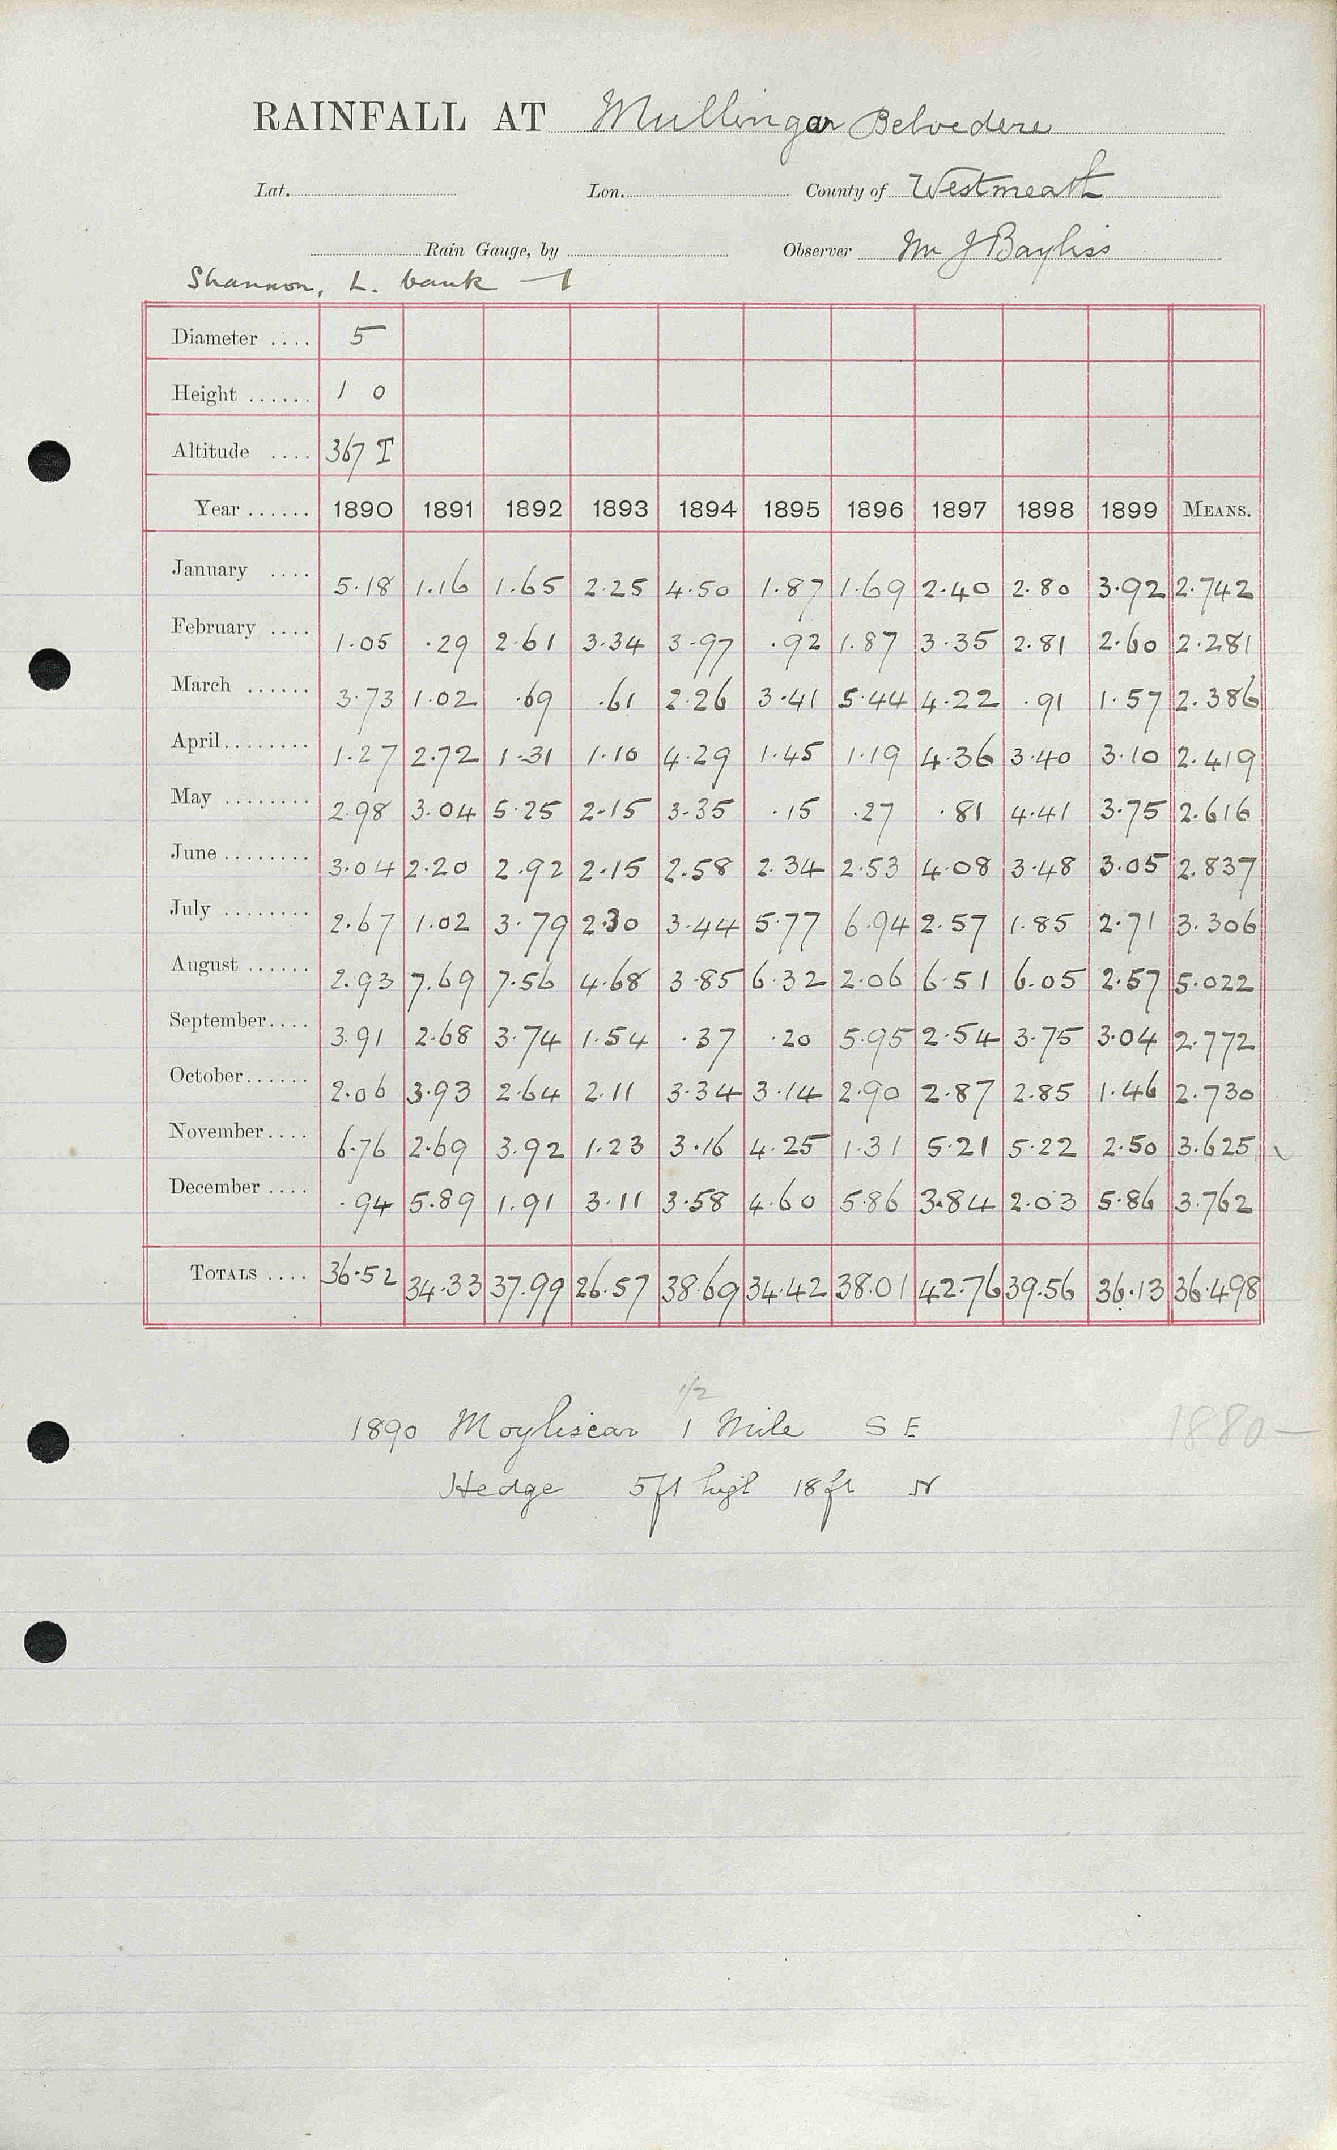 RAINFALL AT Mullingar Belvedere
Lat. Lon. County of Westmeath
Rain Gauge, by Observer Mr J Bayliss
Shannon, L. bank — 1
Diameter .... 5
Height ...... 1 0
Altitude .... 367 T
Year ...... 1890 1891 1892 1893 1894 1895 1896 1897 1898 1899 MEANS.
January .... 5.18 1.16 1.65 2.25 4.50 1.87 1.69 2.40 2.80 3.92 2.742
February .... 1.05 .29 2.61 3.34 3.97 .92 1.87 3.35 2.81 2.60 2.281
March ...... 3.73 1.02 .69 .61 2.26 3.41 5.44 4.22 .91 1.57 2.386
April........ 1.27 2.72 1.31 1.10 4.29 1.45 1.19 4.36 3.40 3.10 2.419
May ........ 2.98 3.04 5.25 2.15 3.35 .15 .27 .81 4.41 3.75 2.616
June ........ 3.04 2.20 2.92 2.15 2.58 2.34 2.53 4.08 3.48 3.05 2.837
July ........ 2.67 1.02 3.79 2.30 3.44 5.77 6.94 2.57 1.85 2.71 3.306
August ...... 2.93 7.69 7.56 4.68 3.85 6.32 2.06 6.51 6.05 2.57 5.022
September.... 3.91 2.68 3.74 1.54 .37 .20 5.95 2.54 3.75 3.04 2.772
October...... 2.06 3.93 2.64 2.11 3.34 3.14 2.90 2.87 2.85 1.46 2.730
November.... 6.76 2.69 3.92 1.23 3.16 4.25 1.31 5.21 5.22 2.50 3.625
December .... .94 5.89 1.91 3.11 3.58 4.60 5.86 3.84 2.03 5.86 3.762
TOTALS .... 36.52 34.33 37.99 26.57 38.69 34.42 38.01 42.76 39.56 36.13 36.498
1/2
1890 Moyliscar 1 Mile S E 1880–
Hedge 5ft high 18ft N